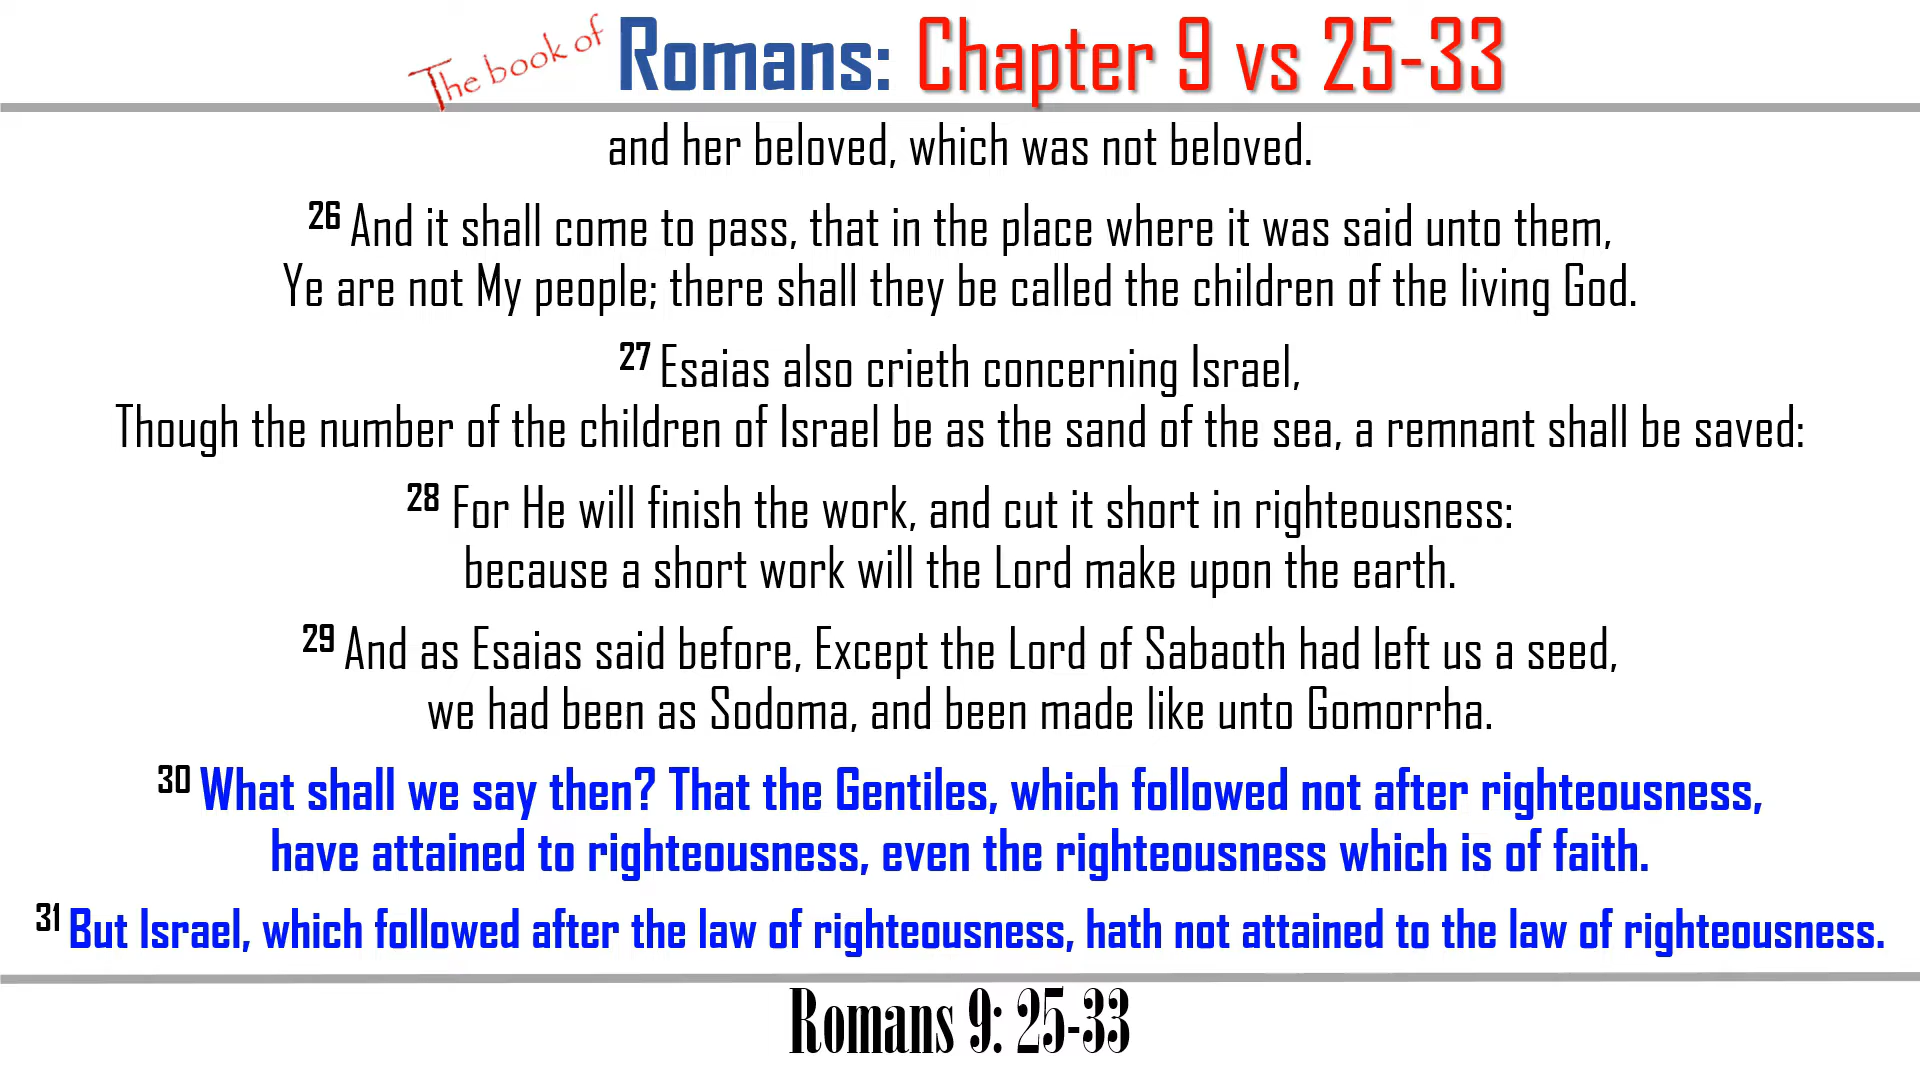 The book of Romans: Chapter 9 vs 25-33
and her beloved, which was not beloved.
26 And it shall come to pass, that in the place where it was said unto them,
Ye are not My people; there shall they be called the children of the living God.
27 Esaias also crieth concerning Israel,
Though the number of the children of Israel be as the sand of the sea, a remnant shall be saved:
28 For He will finish the work, and cut it short in righteousness:
because a short work will the Lord make upon the earth.
29 And as Esaias said before, Except the Lord of Sabaoth had left us a seed,
we had been as Sodoma, and been made like unto Gomorrha.
30 What shall we say then? That the Gentiles, which followed not after righteousness,
have attained to righteousness, even the righteousness which is of faith.
31 But Israel, which followed after the law of righteousness, hath not attained to the law of righteousness.
Romans 9: 25-33